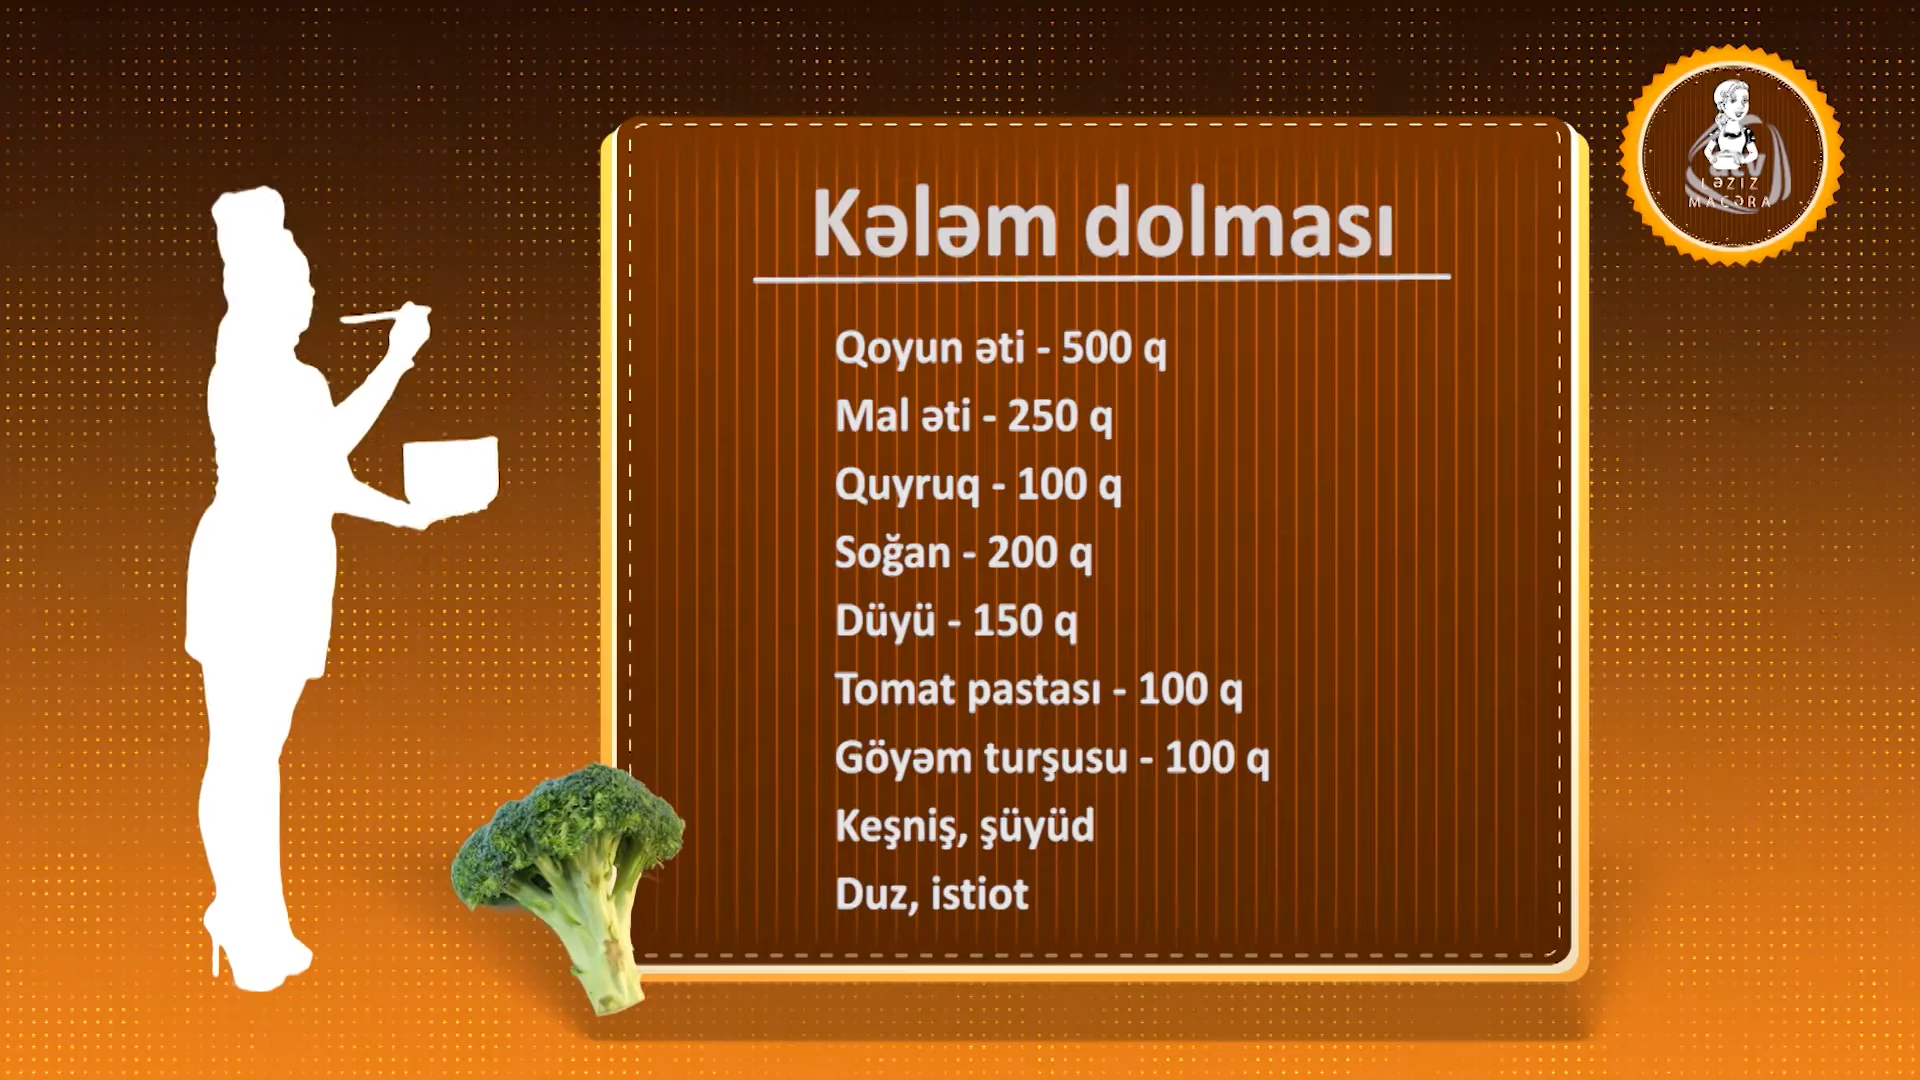 Kələm dolması
LƏZİZ
MACƏRA
Qoyun əti - 500 q
Mal əti - 250 q
Quyruq - 100 q
Soğan - 200 q
Düyü - 150 q
Tomat pastası - 100 q
Göyəm turşusu - 100 q
Keşniş, şüyüd
Duz, istiot